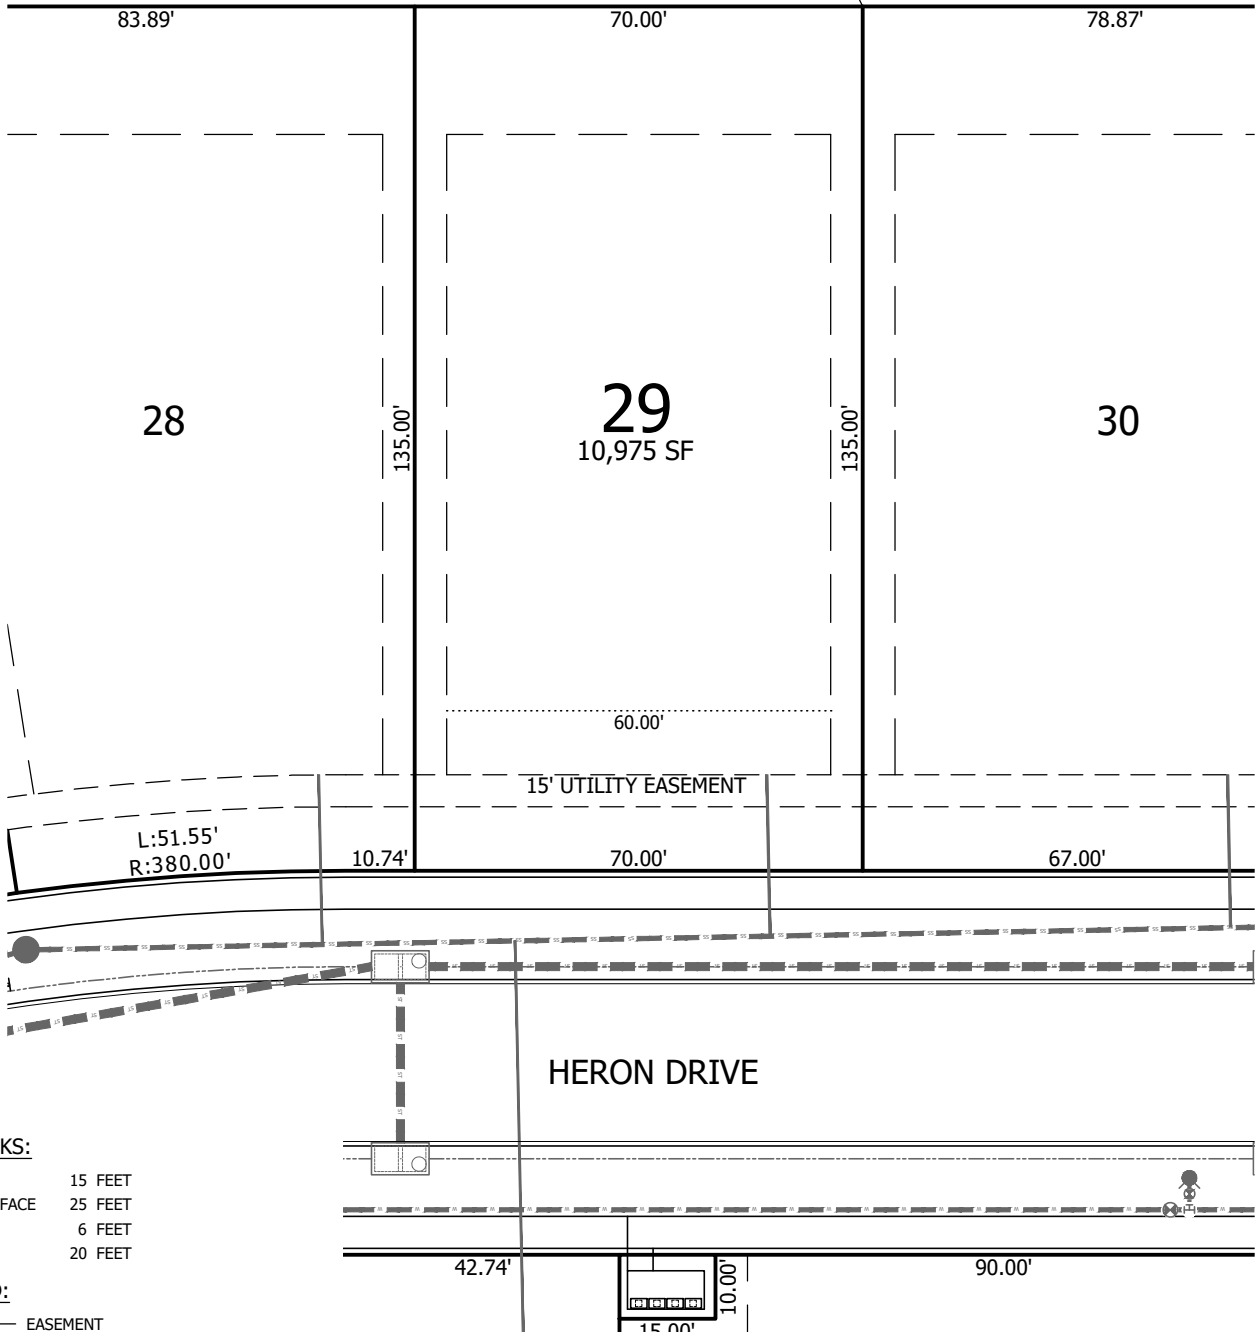 83.89'
70.00'
78.87'
28
135.00'
29
10,975 SF
135.00'
30
60.00'
15' UTILITY EASEMENT
L:51.55'
R:380.00'
10.74'
70.00'
67.00'
HERON DRIVE
KS:
15 FEET
FACE 25 FEET
6 FEET
20 FEET
42.74'
10.00'
90.00'
15.00'
EASEMENT